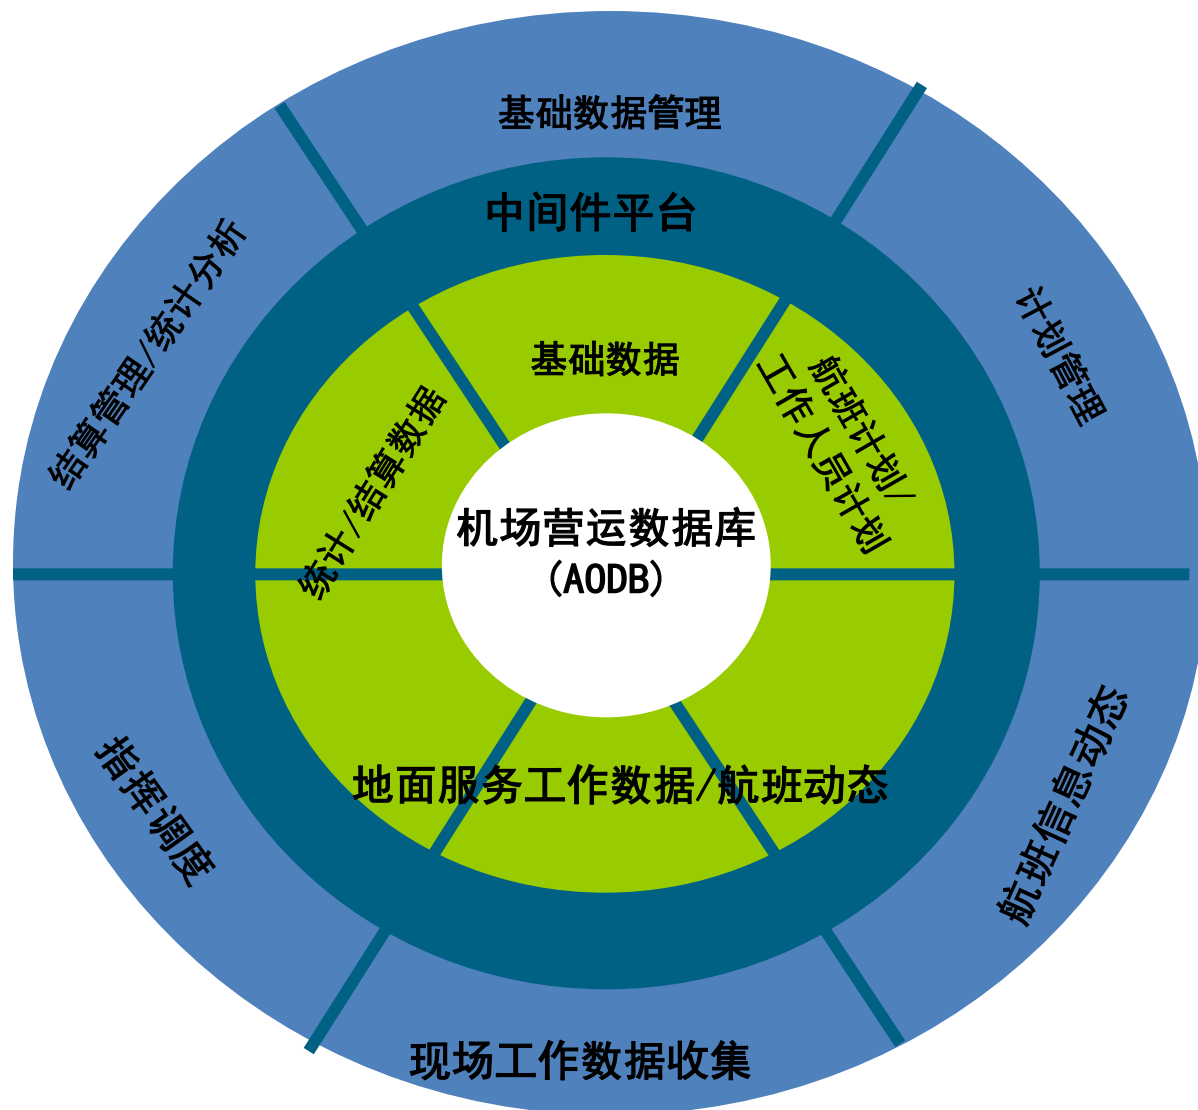 基础数据管理
中间件平台
结算管理/统计分析
计划管理
基础数据
航班计划/
工作人员计划
统计/结算数据
机场营运数据库
(AODB)
地面服务工作数据/航班动态
指挥调度
航班信息动态
现场工作数据收集